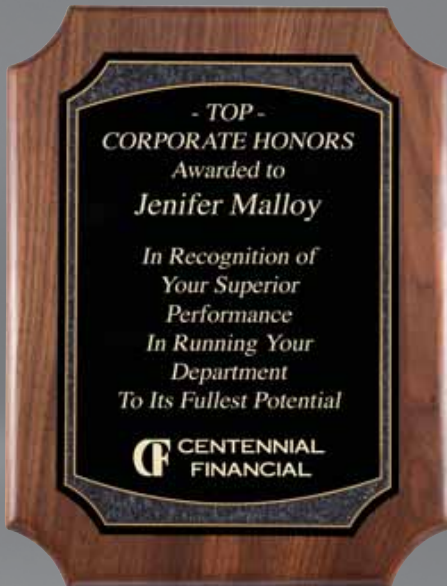 - TOP -
CORPORATE HONORS
Awarded to
Jenifer Malloy
In Recognition of
Your Superior
Performance
In Running Your
Department
To Its Fullest Potential
CF CENTENNIAL
FINANCIAL